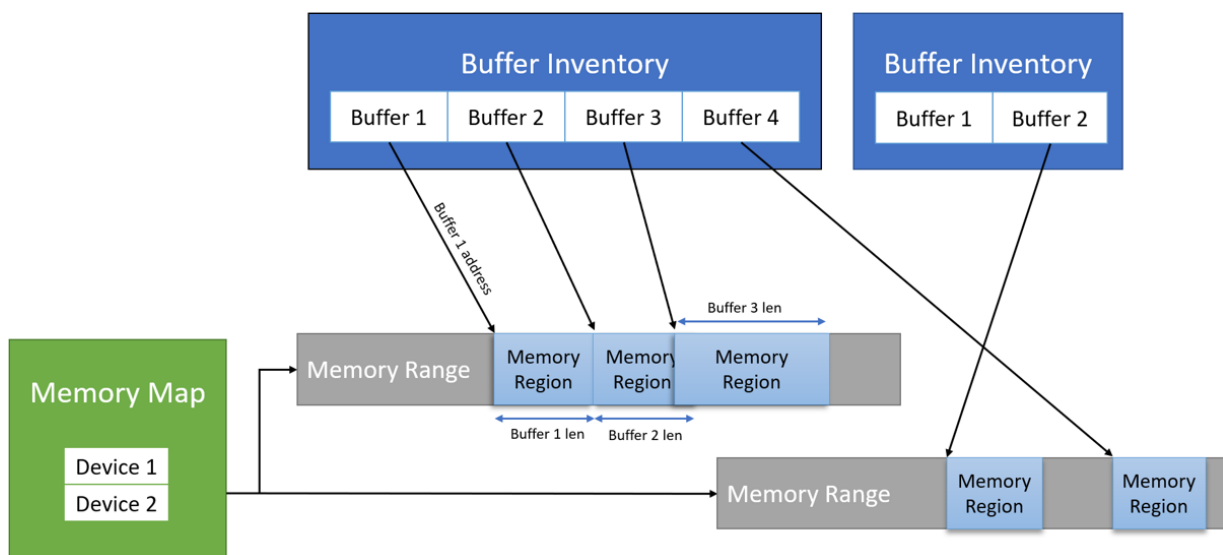 Buffer Inventory
Buffer 1 Buffer 2 Buffer 3 Buffer 4
Buffer Inventory
Buffer 1 Buffer 2
Buffer 1 address
Buffer 3 len
Memory Range
Memory
Region
Memory
Region
Memory
Region
Buffer 1 len
Buffer 2 len
Memory Map
Device 1
Device 2
Memory Range
Memory
Region
Memory
Region